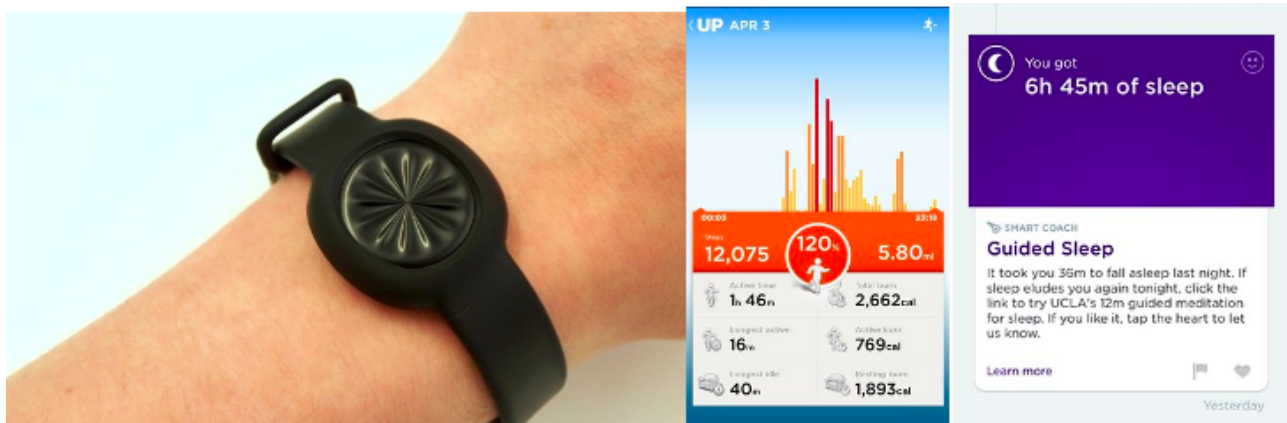 UP APR 3
00:03 23:19
Steps
12,075 120% 5.80mi
Active time Total burn
1h 46m 2,662cal
Longest active Active burn
16m 769cal
Longest idle Resting burn
40m 1,893cal
You got
6h 45m of sleep
SMART COACH
Guided Sleep
It took you 36m to fall asleep last night. If
sleep eludes you again tonight, click the
link to try UCLA's 12m guided meditation
for sleep. If you like it, tap the heart to let
us know.
Learn more
Yesterday